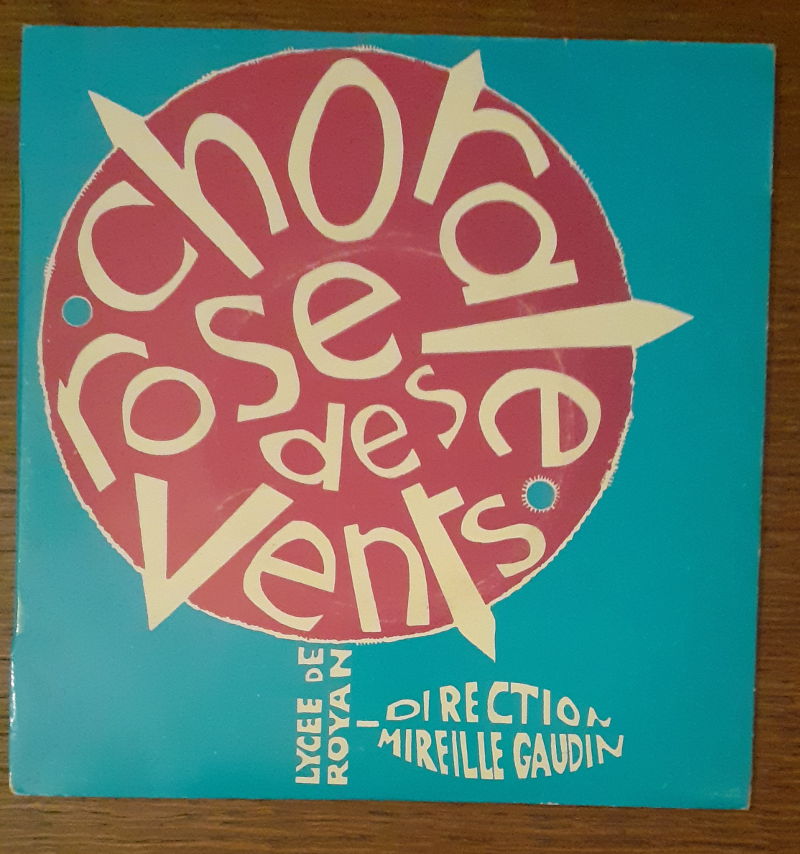 chorale
rose
des
vents
LYCEE DE
ROYAN
DIRECTION
MIREILLE GAUDIN